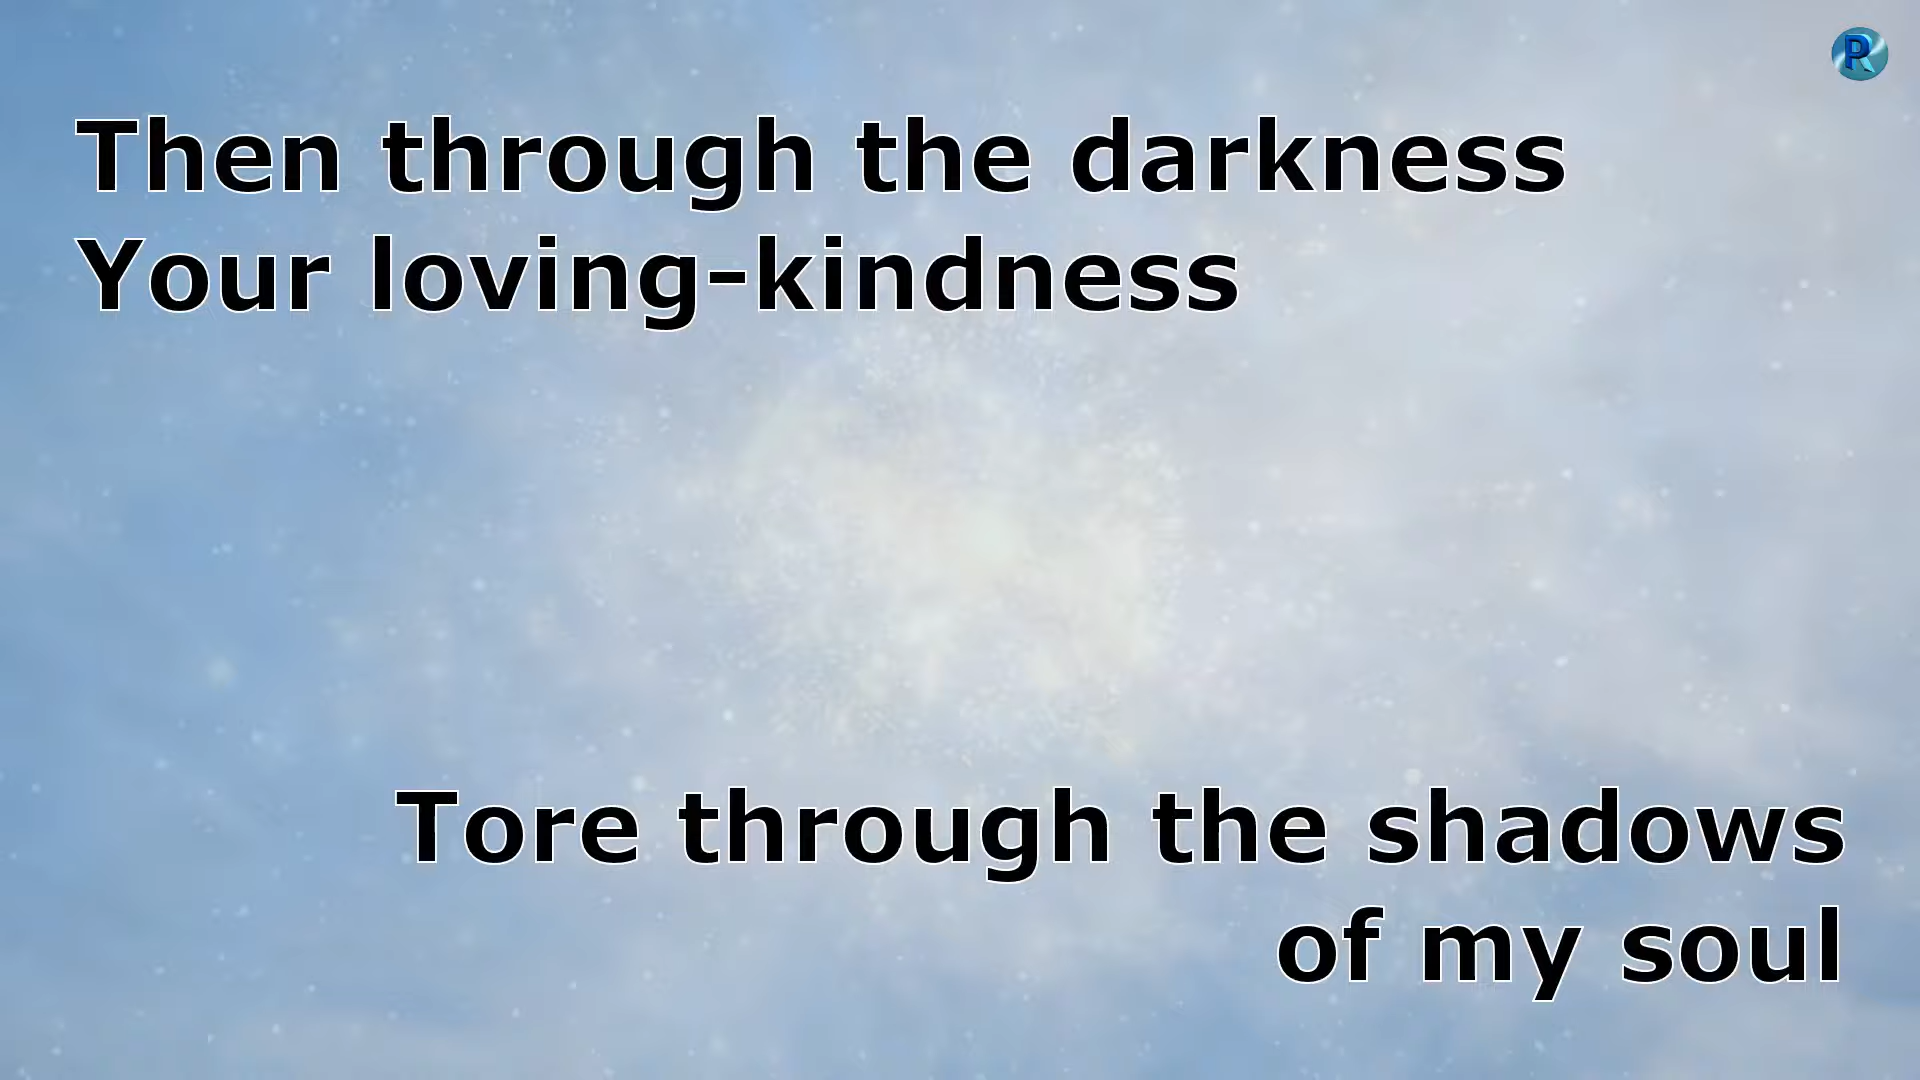 R
Then through the darkness
Your loving-kindness
Tore through the shadows
of my soul